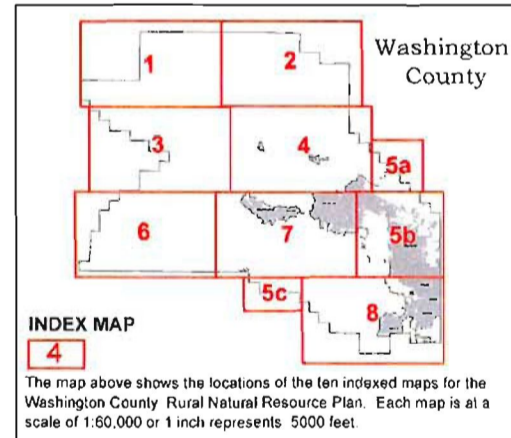 Washington
County
1
2
3
4
5a
6
7
5b
5c
8
INDEX MAP
4
The map above shows the locations of the ten indexed maps for the
Washington County Rural Natural Resource Plan. Each map is at a
scale of 1:60,000 or 1 inch represents 5000 feet.